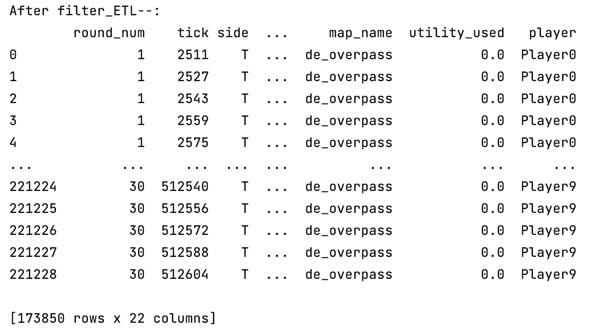 After filter_ETL--:
round_num tick side ... map_name utility_used player
0 1 2511 T ... de_overpass 0.0 Player0
1 1 2527 T ... de_overpass 0.0 Player0
2 1 2543 T ... de_overpass 0.0 Player0
3 1 2559 T ... de_overpass 0.0 Player0
4 1 2575 T ... de_overpass 0.0 Player0
... ... ... ... ... ... ... ...
221224 30 512540 T ... de_overpass 0.0 Player9
221225 30 512556 T ... de_overpass 0.0 Player9
221226 30 512572 T ... de_overpass 0.0 Player9
221227 30 512588 T ... de_overpass 0.0 Player9
221228 30 512604 T ... de_overpass 0.0 Player9
[173850 rows x 22 columns]